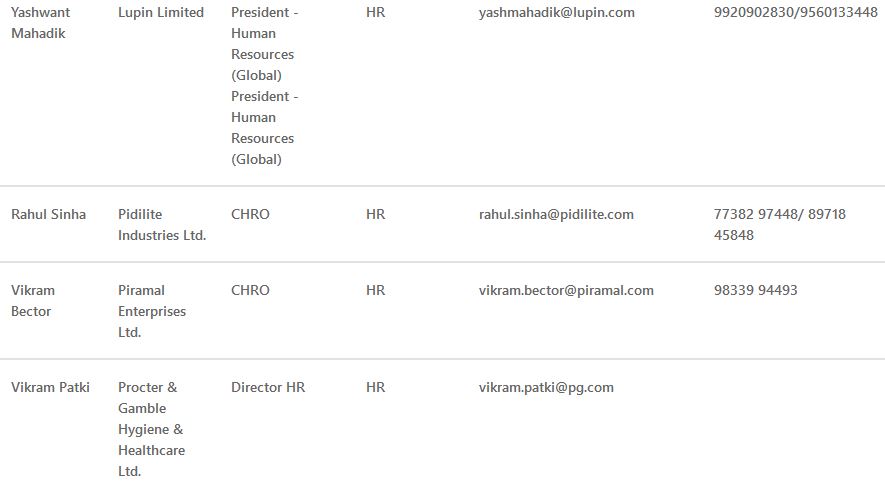 Yashwant Lupin Limited President - HR yashmahadik@lupin.com 9920902830/9560133448
Mahadik Human
Resources
(Global)
President -
Human
Resources
(Global)
Rahul Sinha Pidilite CHRO HR rahul.sinha@pidilite.com 77382 97448/ 89718
Industries Ltd. 45848
Vikram Piramal CHRO HR vikram.bector@piramal.com 98339 94493
Bector Enterprises
Ltd.
Vikram Patki Procter & Director HR HR vikram.patki@pg.com
Gamble
Hygiene &
Healthcare
Ltd.